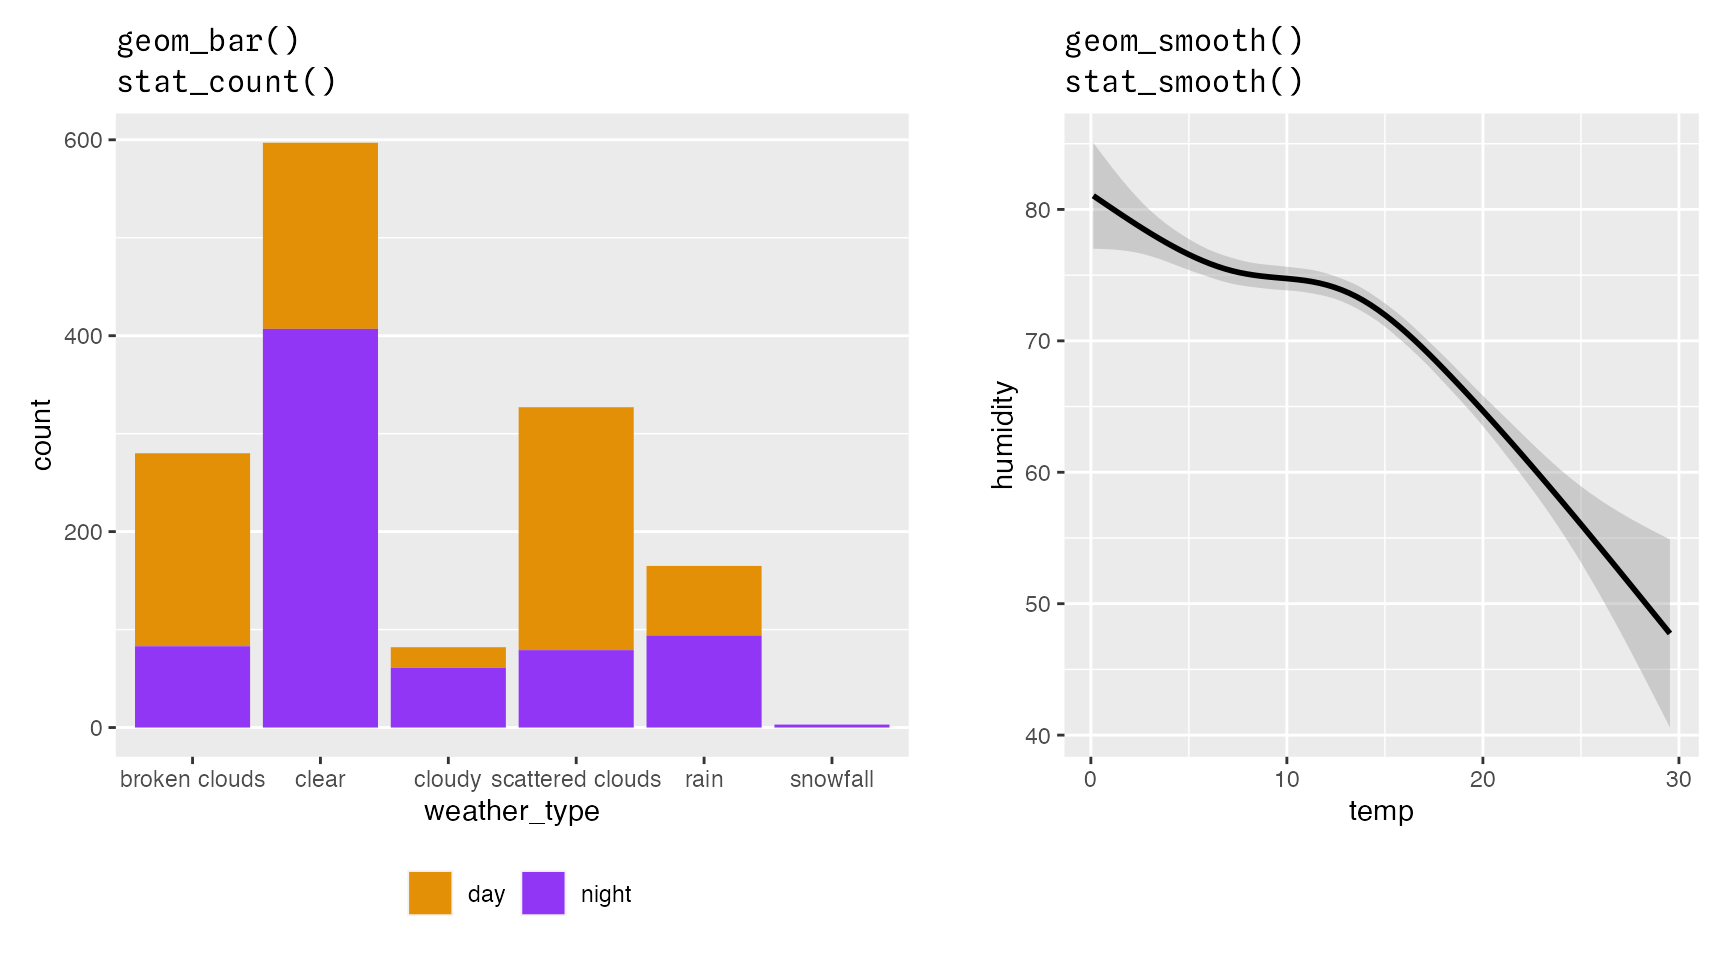 geom_bar()
stat_count()
600
400
200
0
count
broken clouds clear cloudy scattered clouds rain snowfall
weather_type
day night
geom_smooth()
stat_smooth()
80
70
60
50
40
humidity
0 10 20 30
temp